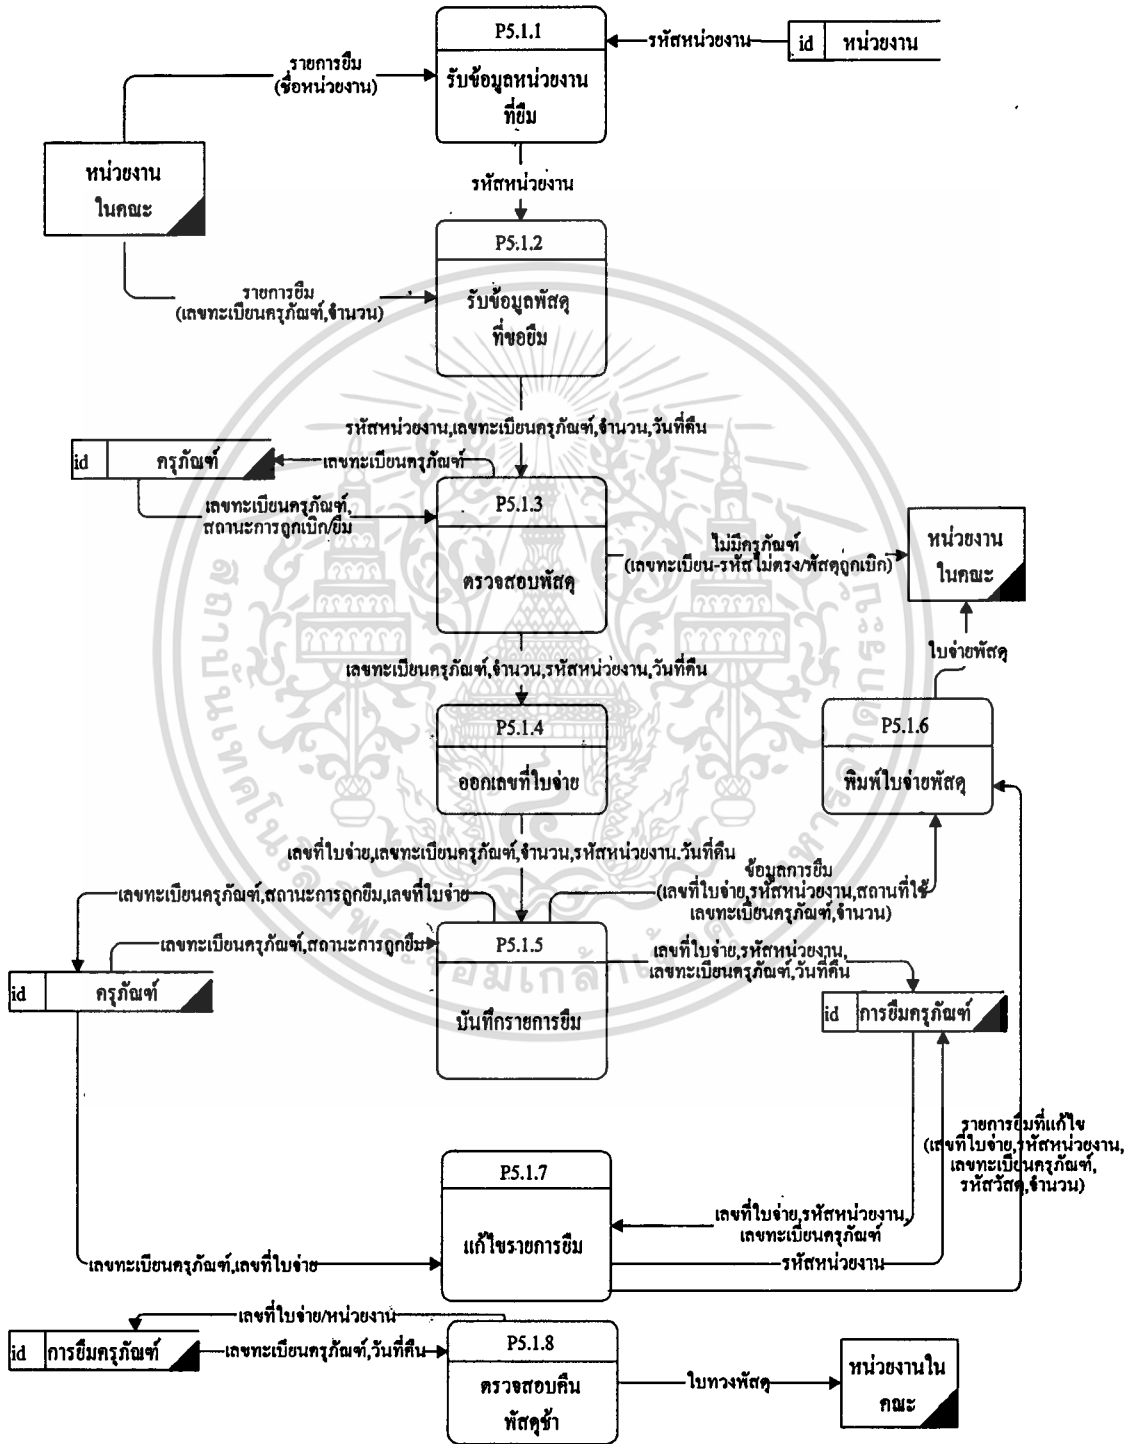 P5.1.1
รหัสหน่วยงาน
id
หน่วยงาน
รายการยืม
(ชื่อหน่วยงาน)
รับข้อมูลหน่วยงาน
ที่ยืม
หน่วยงาน
ในคณะ
รหัสหน่วยงาน
P5.1.2
รายการยืม
(เลขทะเบียนครุภัณฑ์,จำนวน)
รับข้อมูลพัสดุ
ที่ขอยืม
รหัสหน่วยงาน,เลขทะเบียนครุภัณฑ์,จำนวน,วันที่คืน
id
ครุภัณฑ์
เลขทะเบียนครุภัณฑ์
P5.1.3
เลขทะเบียนครุภัณฑ์,
สถานะการถูกเบิก/ยืม
ตรวจสอบพัสดุ
ไม่มีครุภัณฑ์
(เลขทะเบียน-รหัสไม่ตรง/พัสดุถูกเบิก)
หน่วยงาน
ในคณะ
ใบจ่ายพัสดุ
เลขทะเบียนครุภัณฑ์,จำนวน,รหัสหน่วยงาน,วันที่คืน
P5.1.4
ออกเลขที่ใบจ่าย
P5.1.6
พิมพ์ใบจ่ายพัสดุ
เลขที่ใบจ่าย,เลขทะเบียนครุภัณฑ์,จำนวน,รหัสหน่วยงาน.วันที่คืน
ข้อมูลการยืม
(เลขที่ใบจ่าย,รหัสหน่วยงาน,สถานที่ใช้
เลขทะเบียนครุภัณฑ์,จำนวน)
เลขทะเบียนครุภัณฑ์,สถานะการถูกยืม,เลขที่ใบจ่าย
เลขทะเบียนครุภัณฑ์,สถานะการถูกยืม
P5.1.5
บันทึกรายการยืม
เลขที่ใบจ่าย,รหัสหน่วยงาน,
เลขทะเบียนครุภัณฑ์,วันที่คืน
id
ครุภัณฑ์
id
การยืมครุภัณฑ์
รายการยืมที่แก้ไข
(เลขที่ใบจ่าย,รหัสหน่วยงาน,
เลขทะเบียนครุภัณฑ์,
รหัสวัสดุ,จำนวน)
P5.1.7
แก้ไขรายการยืม
เลขที่ใบจ่าย,รหัสหน่วยงาน,
เลขทะเบียนครุภัณฑ์
รหัสหน่วยงาน
เลขทะเบียนครุภัณฑ์,เลขที่ใบจ่าย
เลขที่ใบจ่าย/หน่วยงาน
id
การยืมครุภัณฑ์
เลขทะเบียนครุภัณฑ์,วันที่คืน
P5.1.8
ตรวจสอบคืน
พัสดุช้า
ใบทวงพัสดุ
หน่วยงานใน
คณะ
สถาบันเทคโนโลยีพระจอมเกล้าเจ้าคุณทหารลาดกระบัง